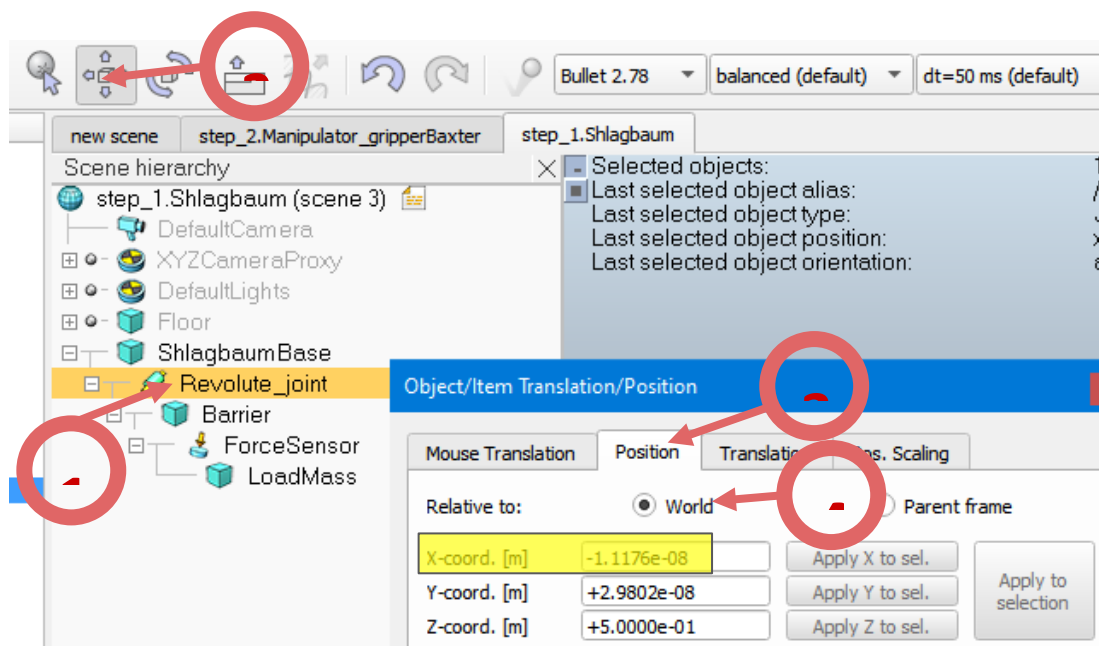 Bullet 2.78 balanced (default) dt=50 ms (default)
new scene step_2.Manipulator_gripperBaxter step_1.Shlagbaum
Scene hierarchy
Selected objects:
step_1.Shlagbaum (scene 3)
Last selected object alias:
DefaultCamera
Last selected object type:
Last selected object position:
XYZCameraProxy
Last selected object orientation:
DefaultLights
Floor
ShlagbaumBase
Revolute_joint
Object/Item Translation/Position
Barrier
ForceSensor
LoadMass
Mouse Translation Position
Scaling
Relative to: World Parent frame
X-coord. [m] -1.1176e-08 Apply X to sel.
Y-coord. [m] +2.9802e-08 Apply Y to sel.
Apply to
selection
Z-coord. [m] +5.0000e-01 Apply Z to sel.